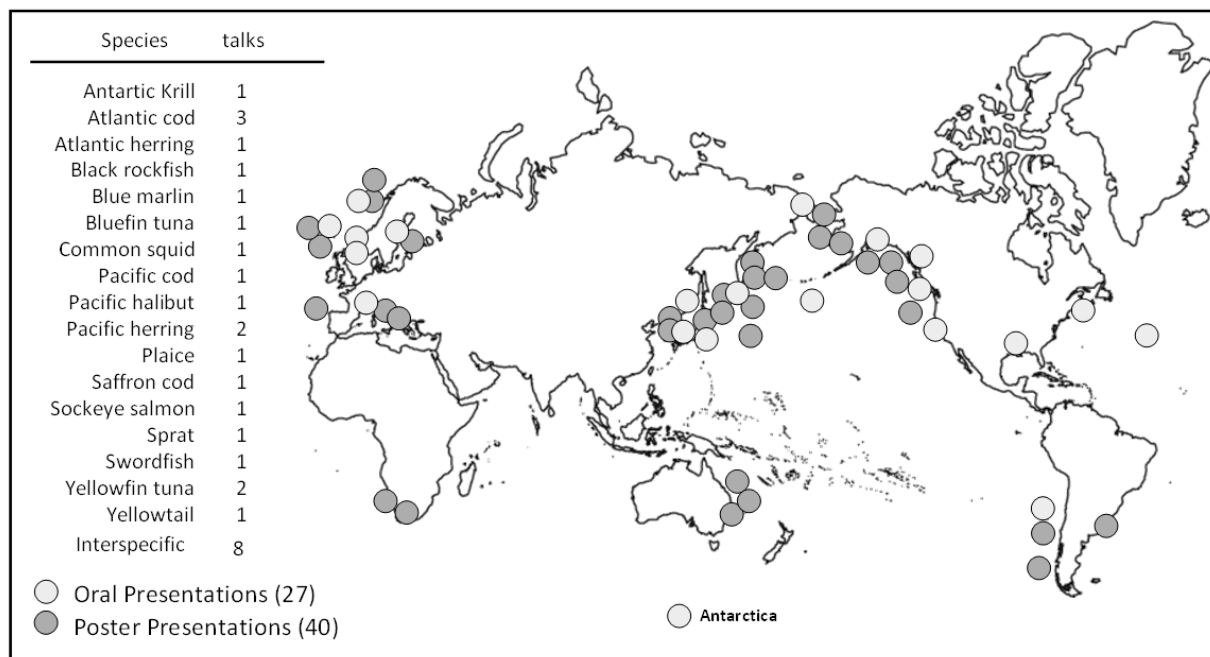 Species talks
Antartic Krill 1
Atlantic cod 3
Atlantic herring 1
Black rockfish 1
Blue marlin 1
Bluefin tuna 1
Common squid 1
Pacific cod 1
Pacific halibut 1
Pacific herring 2
Plaice 1
Saffron cod 1
Sockeye salmon 1
Sprat 1
Swordfish 1
Yellowfin tuna 2
Yellowtail 1
Interspecific 8
Oral Presentations (27)
Poster Presentations (40)
Antarctica